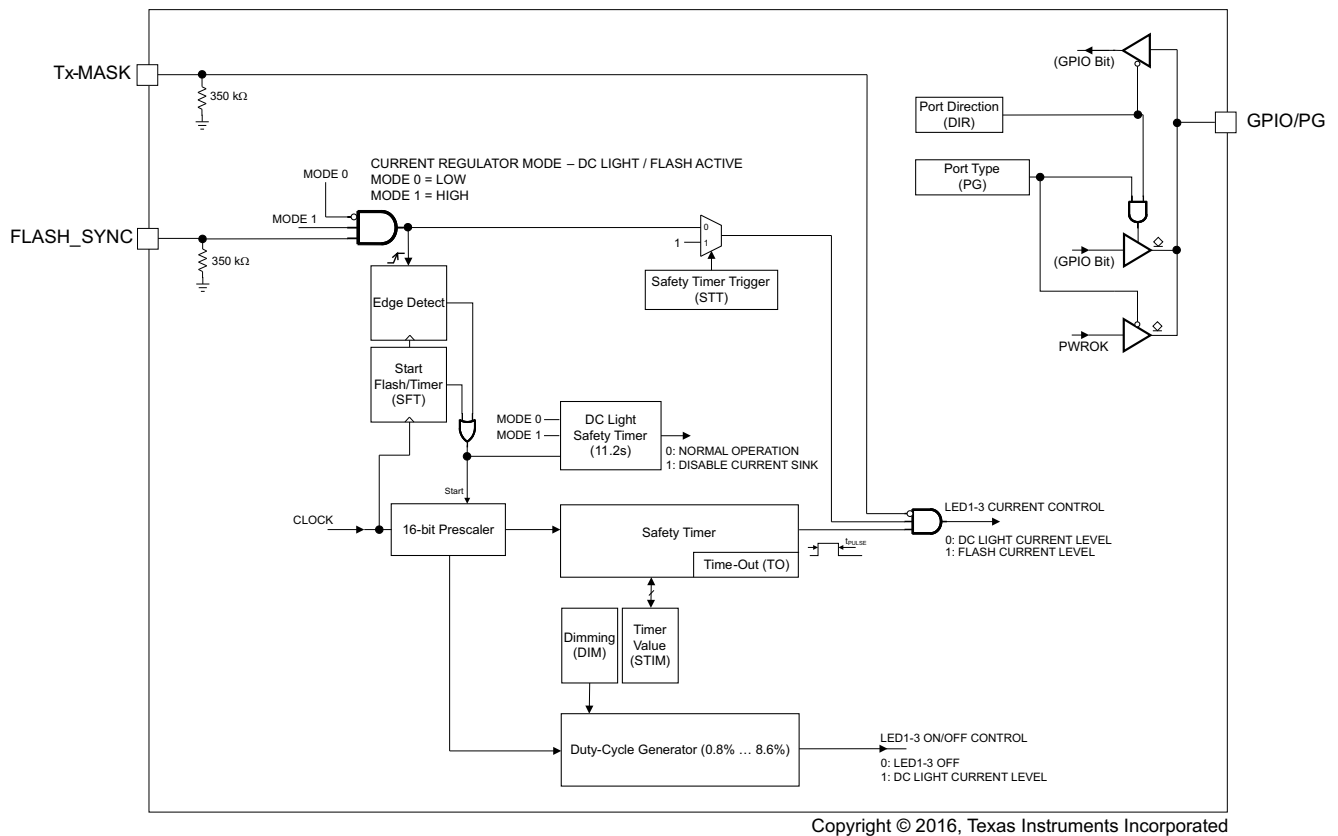 Tx-MASK
350 kΩ
(GPIO Bit)
Port Direction
(DIR)
GPIO/PG
Port Type
(PG)
(GPIO Bit)
PWROK
MODE 0
CURRENT REGULATOR MODE – DC LIGHT / FLASH ACTIVE
MODE 0 = LOW
MODE 1 = HIGH
MODE 1
FLASH_SYNC
350 kΩ
0
1
1
Safety Timer Trigger
(STT)
Edge Detect
Start
Flash/Timer
(SFT)
MODE 0
MODE 1
DC Light
Safety Timer
(11.2s)
0: NORMAL OPERATION
1: DISABLE CURRENT SINK
Start
CLOCK
16-bit Prescaler
Safety Timer
Time-Out (TO)
tPULSE
LED1-3 CURRENT CONTROL
0: DC LIGHT CURRENT LEVEL
1: FLASH CURRENT LEVEL
Dimming
(DIM)
Timer
Value
(STIM)
Duty-Cycle Generator (0.8% ... 8.6%)
LED1-3 ON/OFF CONTROL
0: LED1-3 OFF
1: DC LIGHT CURRENT LEVEL
Copyright © 2016, Texas Instruments Incorporated